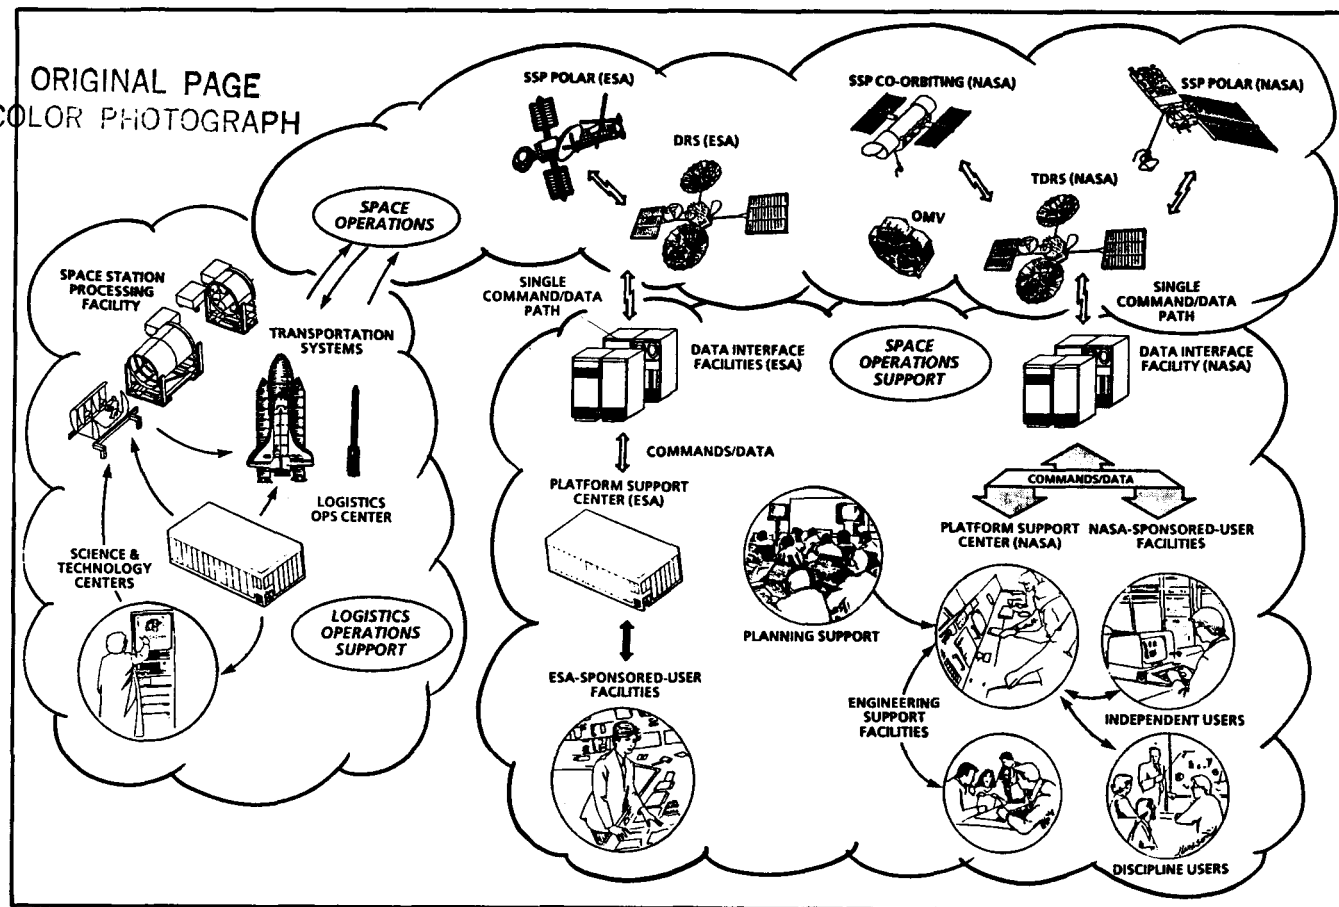 ORIGINAL PAGE
COLOR PHOTOGRAPH
SSP POLAR (ESA)
SSP CO-ORBITING (NASA)
SSP POLAR (NASA)
DRS (ESA)
TDRS (NASA)
OMV
SPACE
OPERATIONS
SPACE STATION
PROCESSING
FACILITY
TRANSPORTATION
SYSTEMS
LOGISTICS
OPS CENTER
SCIENCE &
TECHNOLOGY
CENTERS
LOGISTICS
OPERATIONS
SUPPORT
SINGLE
COMMAND/DATA
PATH
DATA INTERFACE
FACILITIES (ESA)
SPACE
OPERATIONS
SUPPORT
SINGLE
COMMAND/DATA
PATH
DATA INTERFACE
FACILITY (NASA)
COMMANDS/DATA
PLATFORM SUPPORT
CENTER (ESA)
ESA-SPONSORED-USER
FACILITIES
PLANNING SUPPORT
COMMANDS/DATA
PLATFORM SUPPORT
CENTER (NASA)
NASA-SPONSORED-USER
FACILITIES
ENGINEERING
SUPPORT
FACILITIES
INDEPENDENT USERS
DISCIPLINE USERS